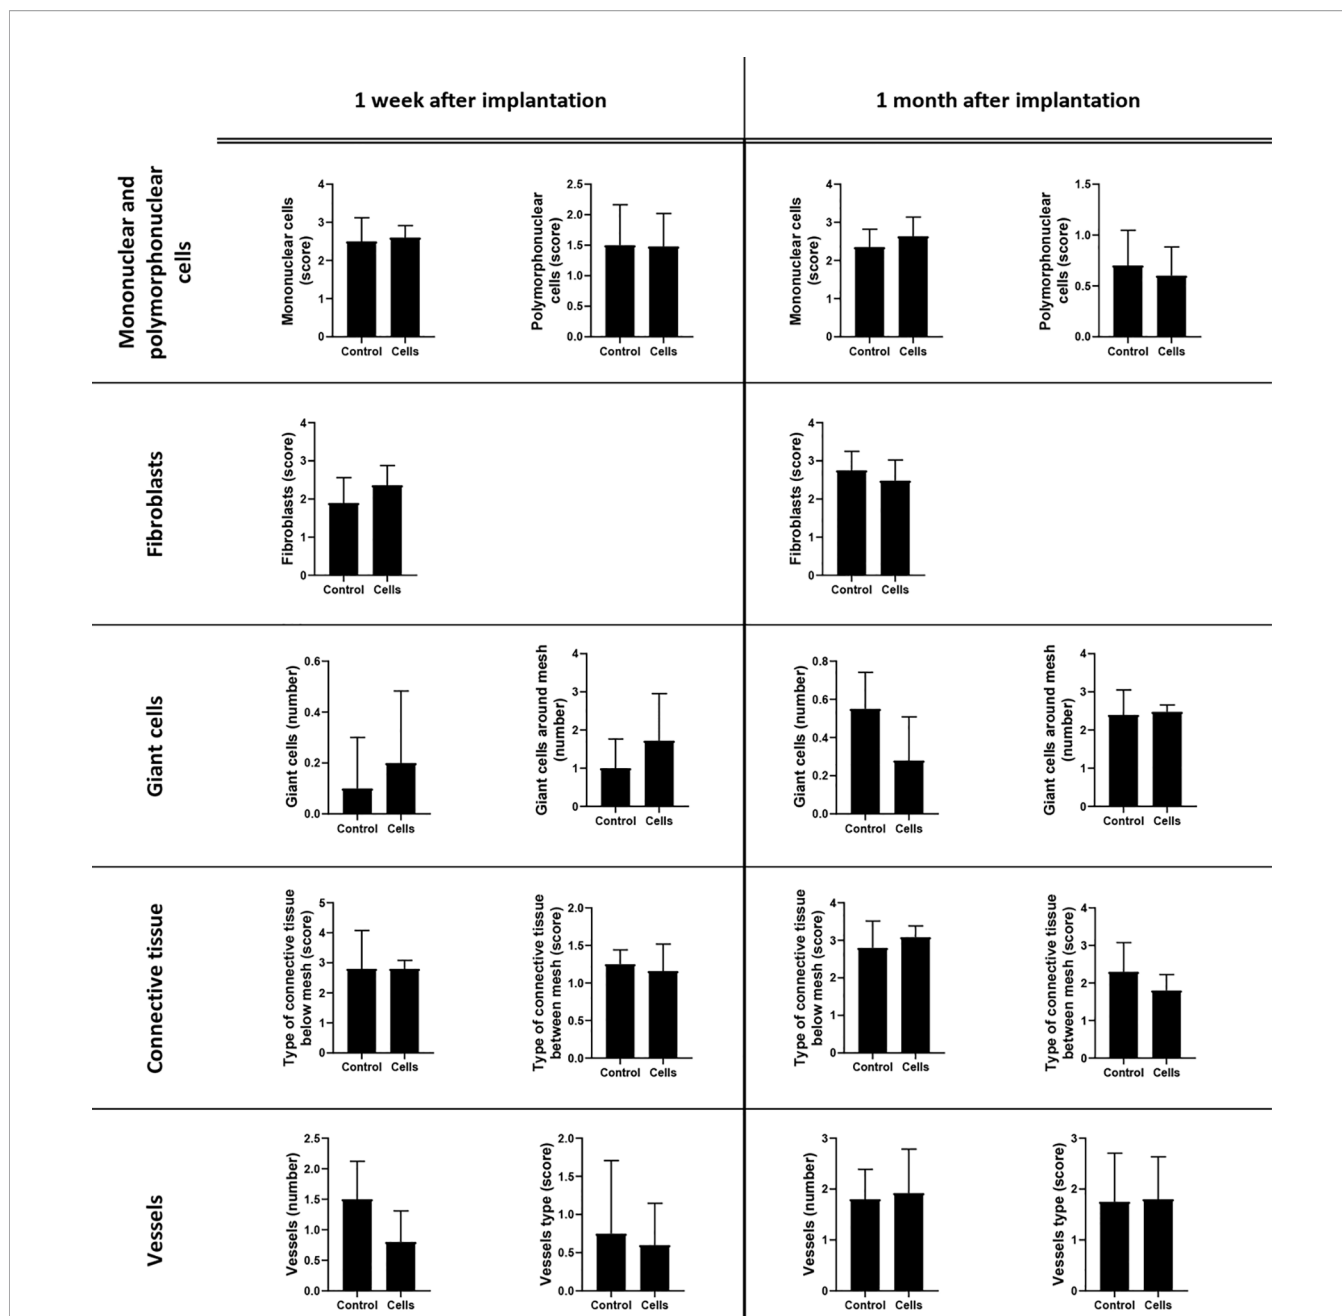 1 week after implantation
1 month after implantation
Mononuclear and
polymorphonuclear
cells
Mononuclear cells
(score)
4
3
2
1
0
Control Cells
Polymorphonuclear
cells (score)
2.5
2.0
1.5
1.0
0.5
0.0
Control Cells
Mononuclear cells
(score)
4
3
2
1
0
Control Cells
Polymorphonuclear
cells (score)
1.5
1.0
0.5
0.0
Control Cells
Fibroblasts
Fibroblasts (score)
4
3
2
1
0
Control Cells
Fibroblasts (score)
4
3
2
1
0
Control Cells
Giant cells
Giant cells (number)
0.6
0.4
0.2
0.0
Control Cells
Giant cells around mesh
(number)
4
3
2
1
0
Control Cells
Giant cells (number)
0.8
0.6
0.4
0.2
0.0
Control Cells
Giant cells around mesh
(number)
4
3
2
1
0
Control Cells
Connective tissue
Type of connective tissue
below mesh (score)
5
4
3
2
1
0
Control Cells
Type of connective tissue
between mesh (score)
2.0
1.5
1.0
0.5
0.0
Control Cells
Type of connective tissue
below mesh (score)
4
3
2
1
0
Control Cells
Type of connective tissue
between mesh (score)
4
3
2
1
0
Control Cells
Vessels
Vessels (number)
2.5
2.0
1.5
1.0
0.5
0.0
Control Cells
Vessels type (score)
2.0
1.5
1.0
0.5
0.0
Control Cells
Vessels (number)
3
2
1
0
Control Cells
Vessels type (score)
3
2
1
0
Control Cells